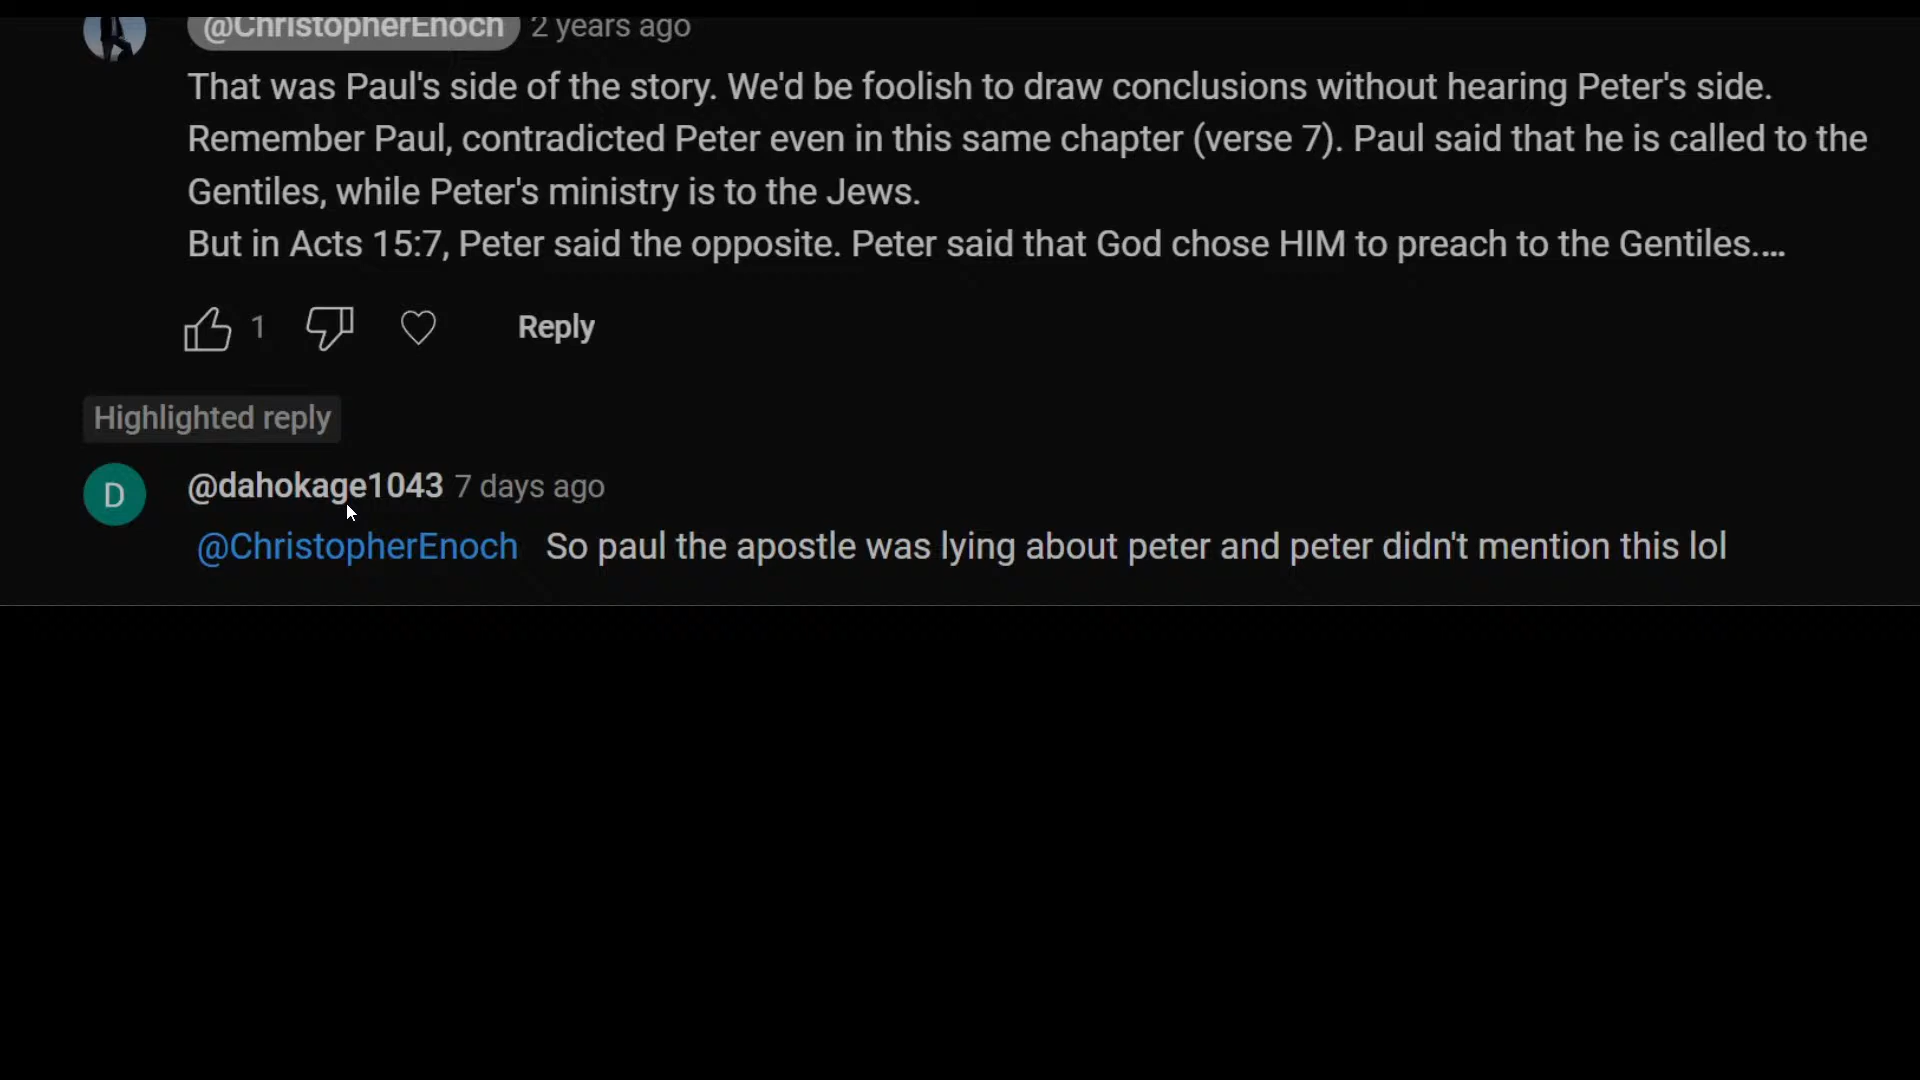 @ChristopherEnoch 2 years ago
That was Paul's side of the story. We'd be foolish to draw conclusions without hearing Peter's side.
Remember Paul, contradicted Peter even in this same chapter (verse 7). Paul said that he is called to the
Gentiles, while Peter's ministry is to the Jews.
But in Acts 15:7, Peter said the opposite. Peter said that God chose HIM to preach to the Gentiles....
1 Reply
Highlighted reply
D @dahokage1043 7 days ago
@ChristopherEnoch So paul the apostle was lying about peter and peter didn't mention this lol